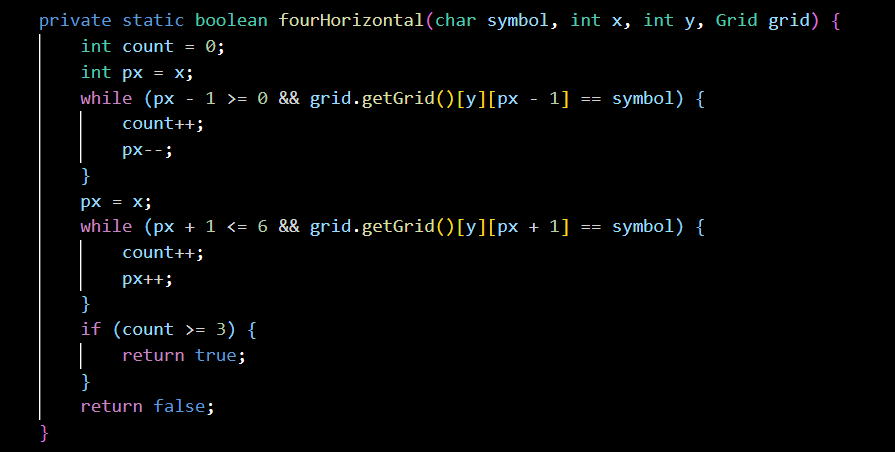 private static boolean fourHorizontal(char symbol, int x, int y, Grid grid) {
    int count = 0;
    int px = x;
    while (px - 1 >= 0 && grid.getGrid()[y][px - 1] == symbol) {
        count++;
        px--;
    }
    px = x;
    while (px + 1 <= 6 && grid.getGrid()[y][px + 1] == symbol) {
        count++;
        px++;
    }
    if (count >= 3) {
        return true;
    }
    return false;
}